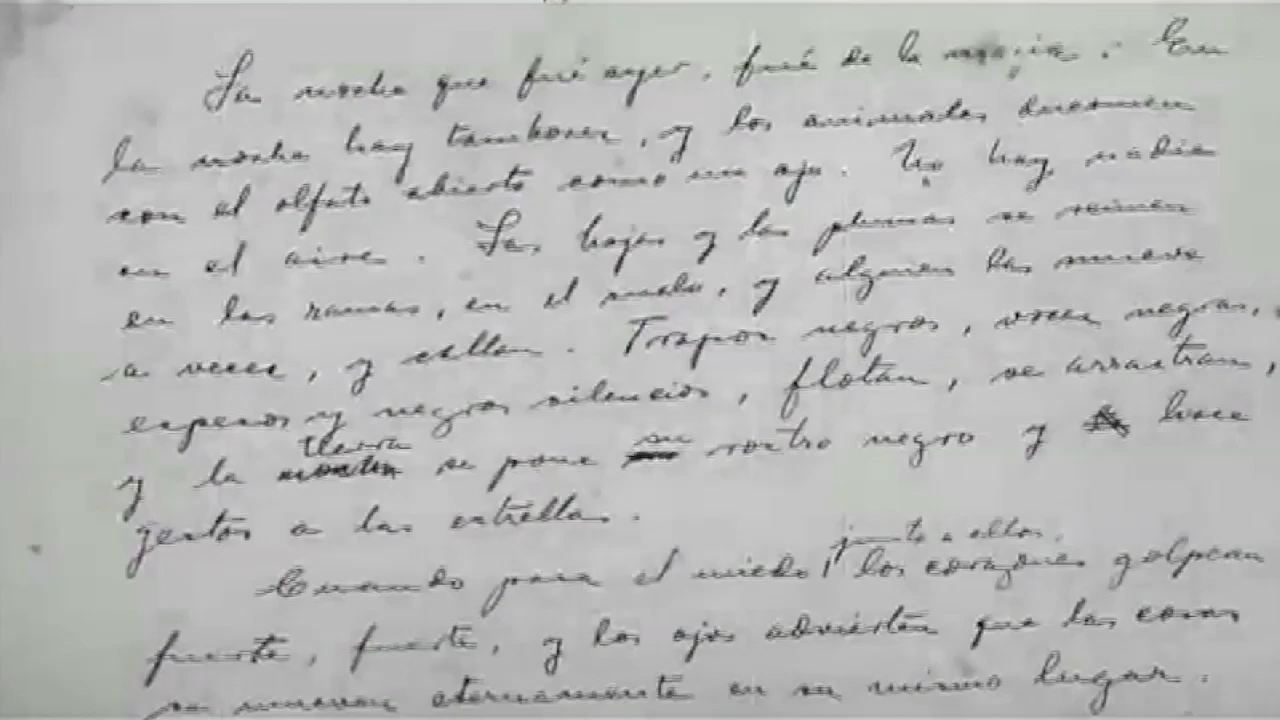 La noche que fué ayer, fué de la magia. En
la noche hay tambores, y los animales duermen
con el olfato abierto como un ojo. No hay nadie
en el aire. Las hojas y las plumas se reúnen
en las ramas, en el suelo, y alguien las mueve
a veces, y callan. Trapos negros, voces negras,
espesos y negros silencios, flotan, se arrastran,
tierra
y la se pone su rostro negro y hace
gestos a las estrellas.
junto a ellos,
Cuando pasa el miedo los corazones golpean
fuerte, fuerte, y los ojos advierten que las cosas
se mueven eternamente en su mismo lugar.